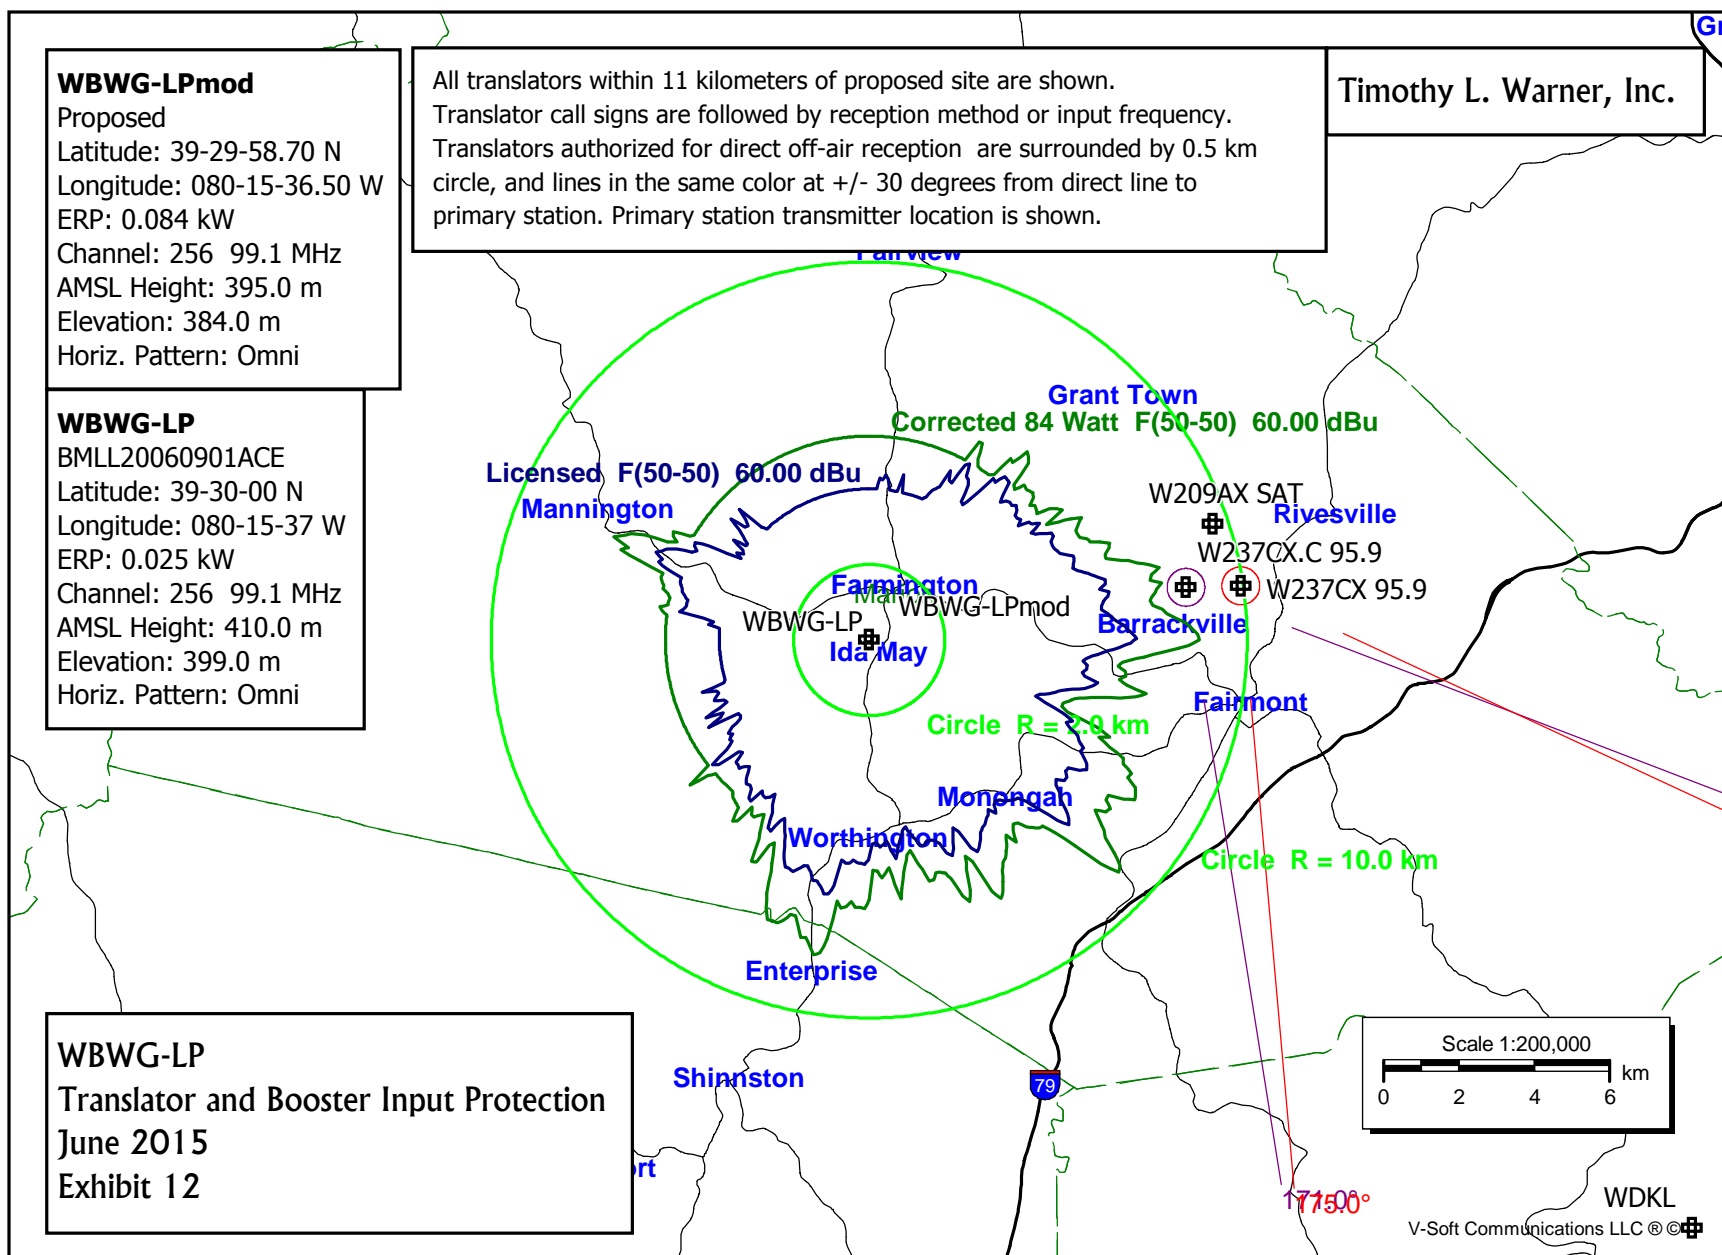 Gr
WBWG-LPmod
Proposed
Latitude: 39-29-58.70 N
Longitude: 080-15-36.50 W
ERP: 0.084 kW
Channel: 256  99.1 MHz
AMSL Height: 395.0 m
Elevation: 384.0 m
Horiz. Pattern: Omni
All translators within 11 kilometers of proposed site are shown.
Translator call signs are followed by reception method or input frequency.
Translators authorized for direct off-air reception  are surrounded by 0.5 km
circle, and lines in the same color at +/- 30 degrees from direct line to
primary station. Primary station transmitter location is shown.
Timothy L. Warner, Inc.
WBWG-LP
BMLL20060901ACE
Latitude: 39-30-00 N
Longitude: 080-15-37 W
ERP: 0.025 kW
Channel: 256  99.1 MHz
AMSL Height: 410.0 m
Elevation: 399.0 m
Horiz. Pattern: Omni
Fairview
Grant Town
Corrected 84 Watt  F(50-50)  60.00 dBu
Licensed  F(50-50)  60.00 dBu
Mannington
W209AX SAT
Rivesville
W237CX.C 95.9
W237CX 95.9
Farmington
WBWG-LPmod
WBWG-LP
Barrackville
Ida May
Fairmont
Circle  R = 2.0 km
Monongah
Worthington
Circle  R = 10.0 km
Enterprise
Shinnston
79
WBWG-LP
Translator and Booster Input Protection
June 2015
Exhibit 12
ort
Scale 1:200,000
km
0 2 4 6
171.0°
175.0°
WDKL
V-Soft Communications LLC ® ©